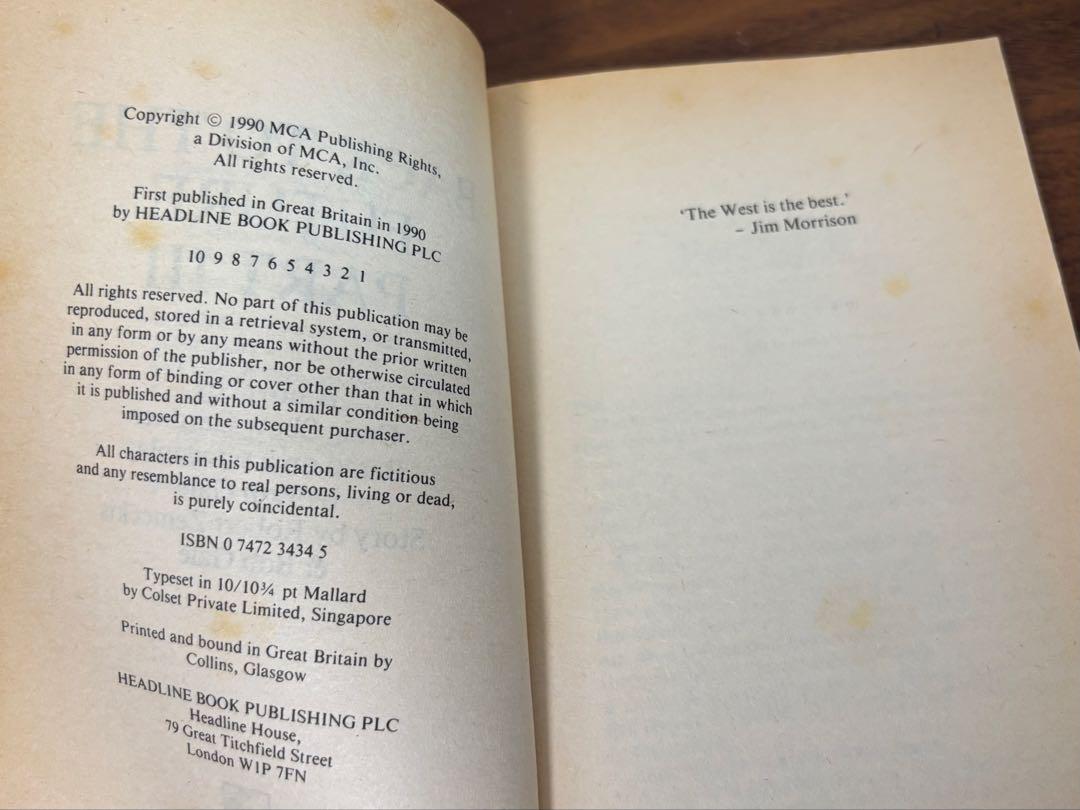 Copyright © 1990 MCA Publishing Rights,
a Division of MCA, Inc.
All rights reserved.
First published in Great Britain in 1990
by HEADLINE BOOK PUBLISHING PLC
10 9 8 7 6 5 4 3 2 1
All rights reserved. No part of this publication may be
reproduced, stored in a retrieval system, or transmitted,
in any form or by any means without the prior written
permission of the publisher, nor be otherwise circulated
in any form of binding or cover other than that in which
it is published and without a similar condition being
imposed on the subsequent purchaser.
All characters in this publication are fictitious
and any resemblance to real persons, living or dead,
is purely coincidental.
ISBN 0 7472 3434 5
Typeset in 10/10¾ pt Mallard
by Colset Private Limited, Singapore
Printed and bound in Great Britain by
Collins, Glasgow
HEADLINE BOOK PUBLISHING PLC
Headline House,
79 Great Titchfield Street
London W1P 7FN
‘The West is the best.’
– Jim Morrison